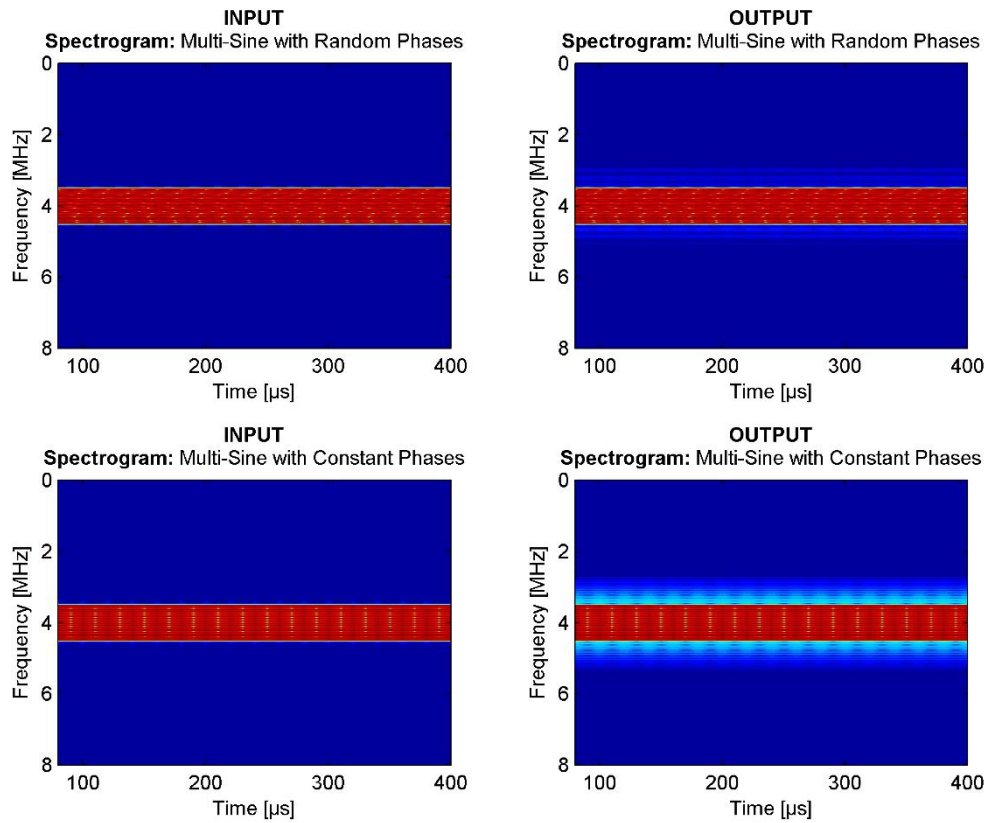 INPUT
Spectrogram: Multi-Sine with Random Phases
0
2
4
6
8
Frequency [MHz]
100
200
300
400
Time [µs]
OUTPUT
Spectrogram: Multi-Sine with Random Phases
0
2
4
6
8
Frequency [MHz]
100
200
300
400
Time [µs]
INPUT
Spectrogram: Multi-Sine with Constant Phases
0
2
4
6
8
Frequency [MHz]
100
200
300
400
Time [µs]
OUTPUT
Spectrogram: Multi-Sine with Constant Phases
0
2
4
6
8
Frequency [MHz]
100
200
300
400
Time [µs]